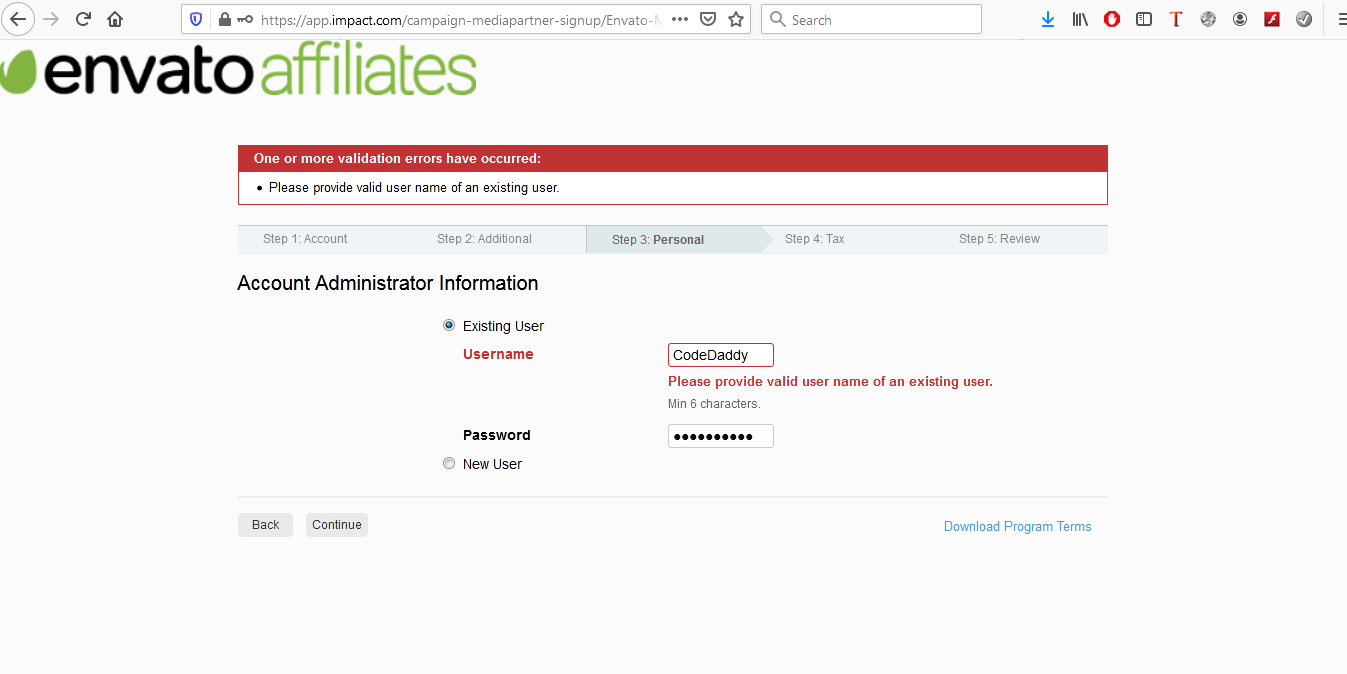 https://app.impact.com/campaign-mediapartner-signup/Envato-
Search
envato affiliates
One or more validation errors have occurred:
Please provide valid user name of an existing user.
Step 1: Account Step 2: Additional Step 3: Personal Step 4: Tax Step 5: Review
Account Administrator Information
Existing User
Username CodeDaddy
Please provide valid user name of an existing user.
Min 6 characters.
Password ●●●●●●●●●●
New User
Back Continue Download Program Terms